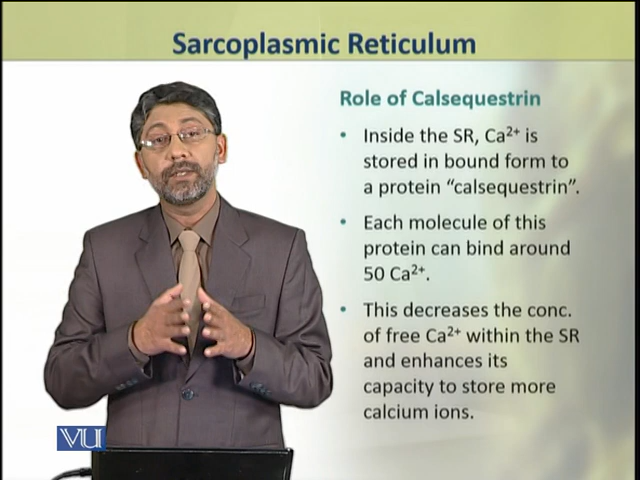 Sarcoplasmic Reticulum
Role of Calsequestrin
• Inside the SR, Ca²⁺ is
stored in bound form to
a protein “calsequestrin”.
• Each molecule of this
protein can bind around
50 Ca²⁺.
• This decreases the conc.
of free Ca²⁺ within the SR
and enhances its
capacity to store more
calcium ions.
VU